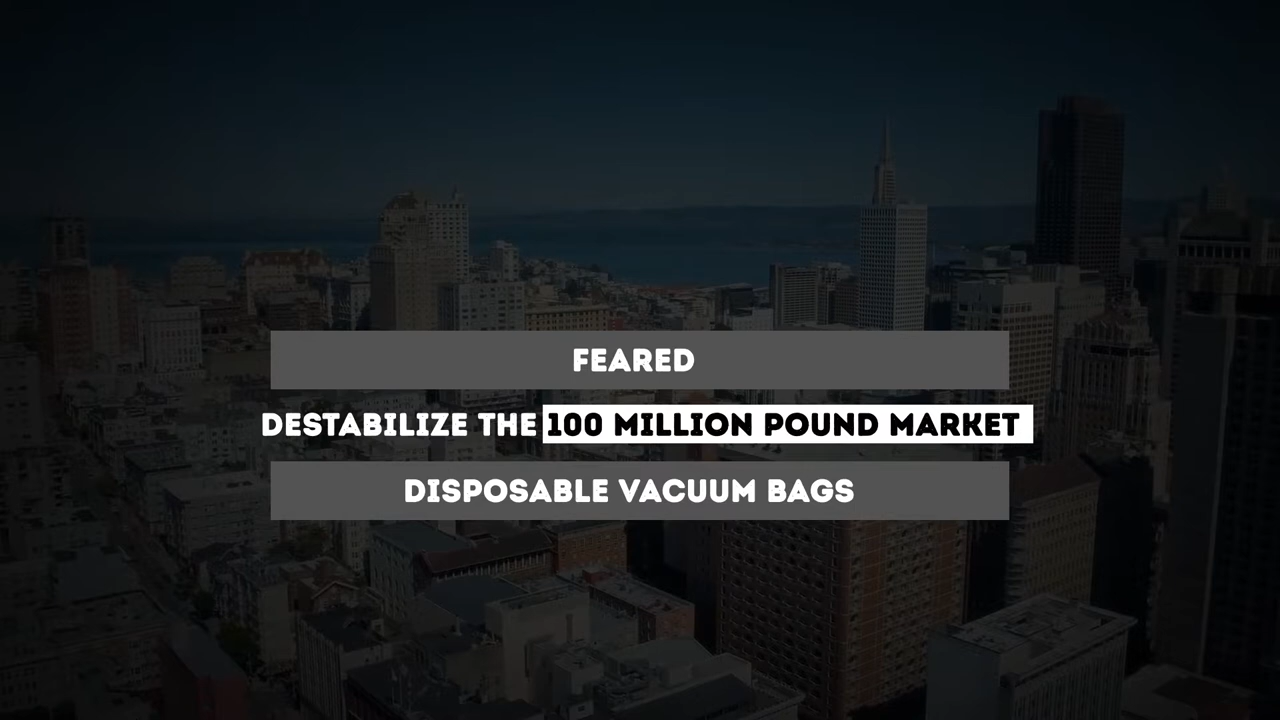 FEARED
DESTABILIZE THE 100 MILLION POUND MARKET
DISPOSABLE VACUUM BAGS